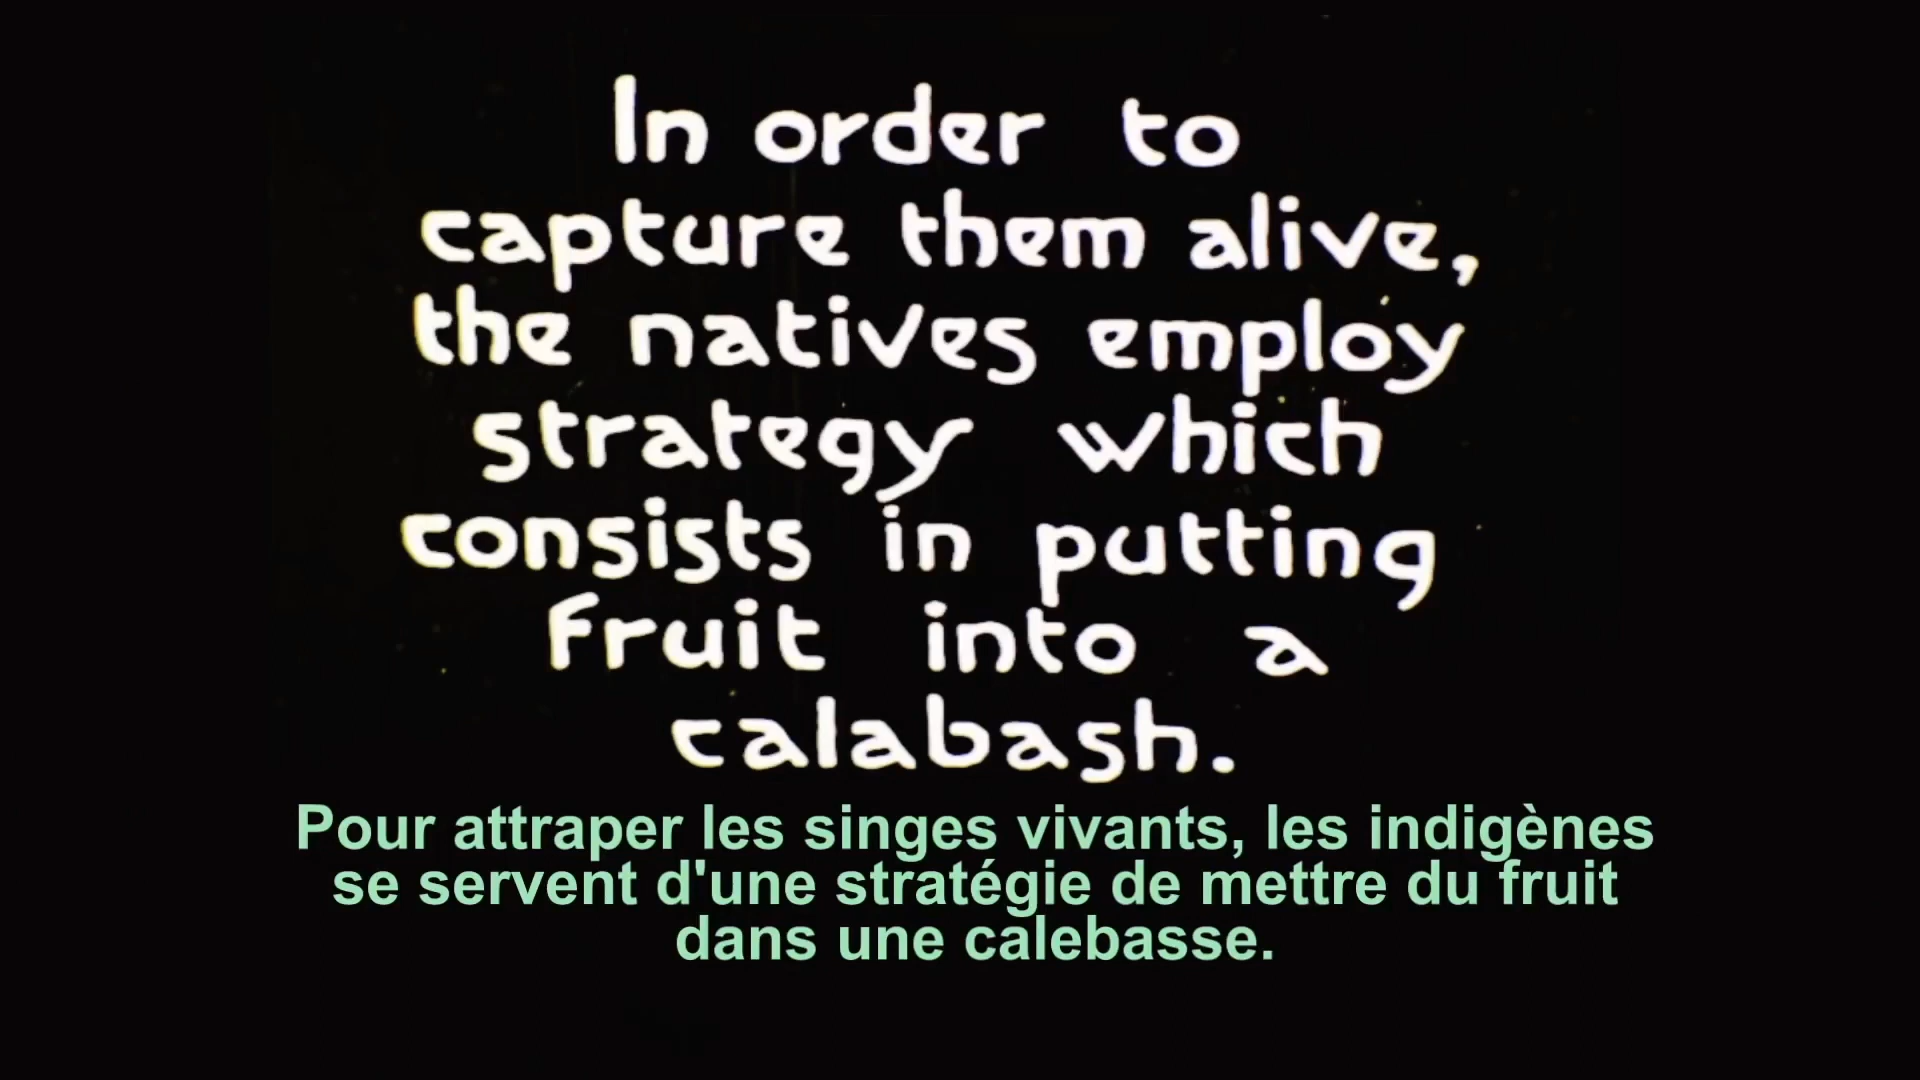 In order to
capture them alive,
the natives employ
strategy which
consists in putting
fruit into a
calabash.
Pour attraper les singes vivants, les indigènes
se servent d'une stratégie de mettre du fruit
dans une calebasse.